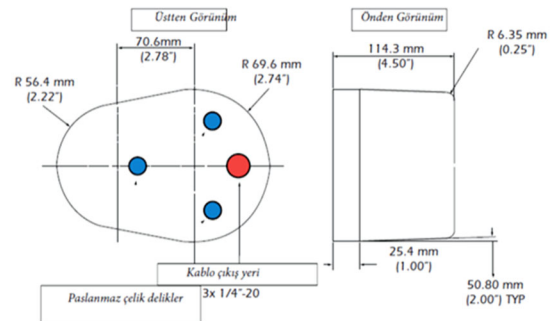 Üstten Görünüm
Önden Görünüm
70.6mm
(2.78")
114.3 mm
(4.50")
R 6.35 mm
(0.25")
R 56.4 mm
(2.22")
R 69.6 mm
(2.74")
25.4 mm
(1.00")
Kablo çıkış yeri
50.80 mm
(2.00") TYP
Paslanmaz çelik delikler
3x 1/4"-20